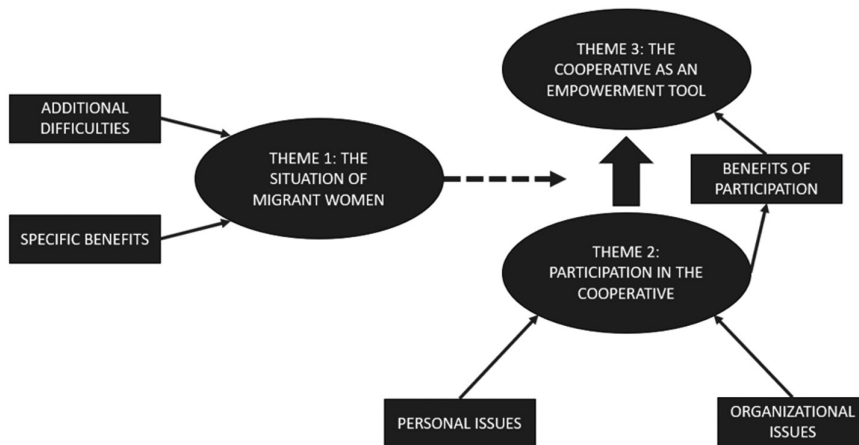 THEME 3: THE
COOPERATIVE AS AN
EMPOWERMENT TOOL
ADDITIONAL
DIFFICULTIES
THEME 1: THE
SITUATION OF
MIGRANT WOMEN
BENEFITS OF
PARTICIPATION
SPECIFIC BENEFITS
THEME 2:
PARTICIPATION IN THE
COOPERATIVE
PERSONAL ISSUES
ORGANIZATIONAL
ISSUES